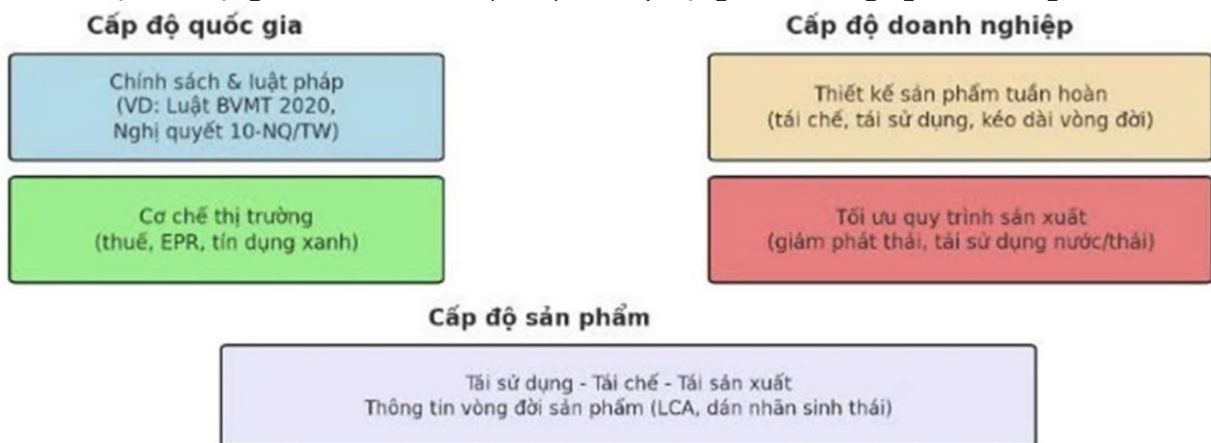 Cấp độ quốc gia
Chính sách & luật pháp
(VD: Luật BVMT 2020,
Nghị quyết 10-NQ/TW)
Cơ chế thị trường
(thuế, EPR, tín dụng xanh)
Cấp độ doanh nghiệp
Thiết kế sản phẩm tuần hoàn
(tái chế, tái sử dụng, kéo dài vòng đời)
Tối ưu quy trình sản xuất
(giảm phát thải, tái sử dụng nước/thải)
Cấp độ sản phẩm
Tái sử dụng - Tái chế - Tái sản xuất
Thông tin vòng đời sản phẩm (LCA, dán nhãn sinh thái)